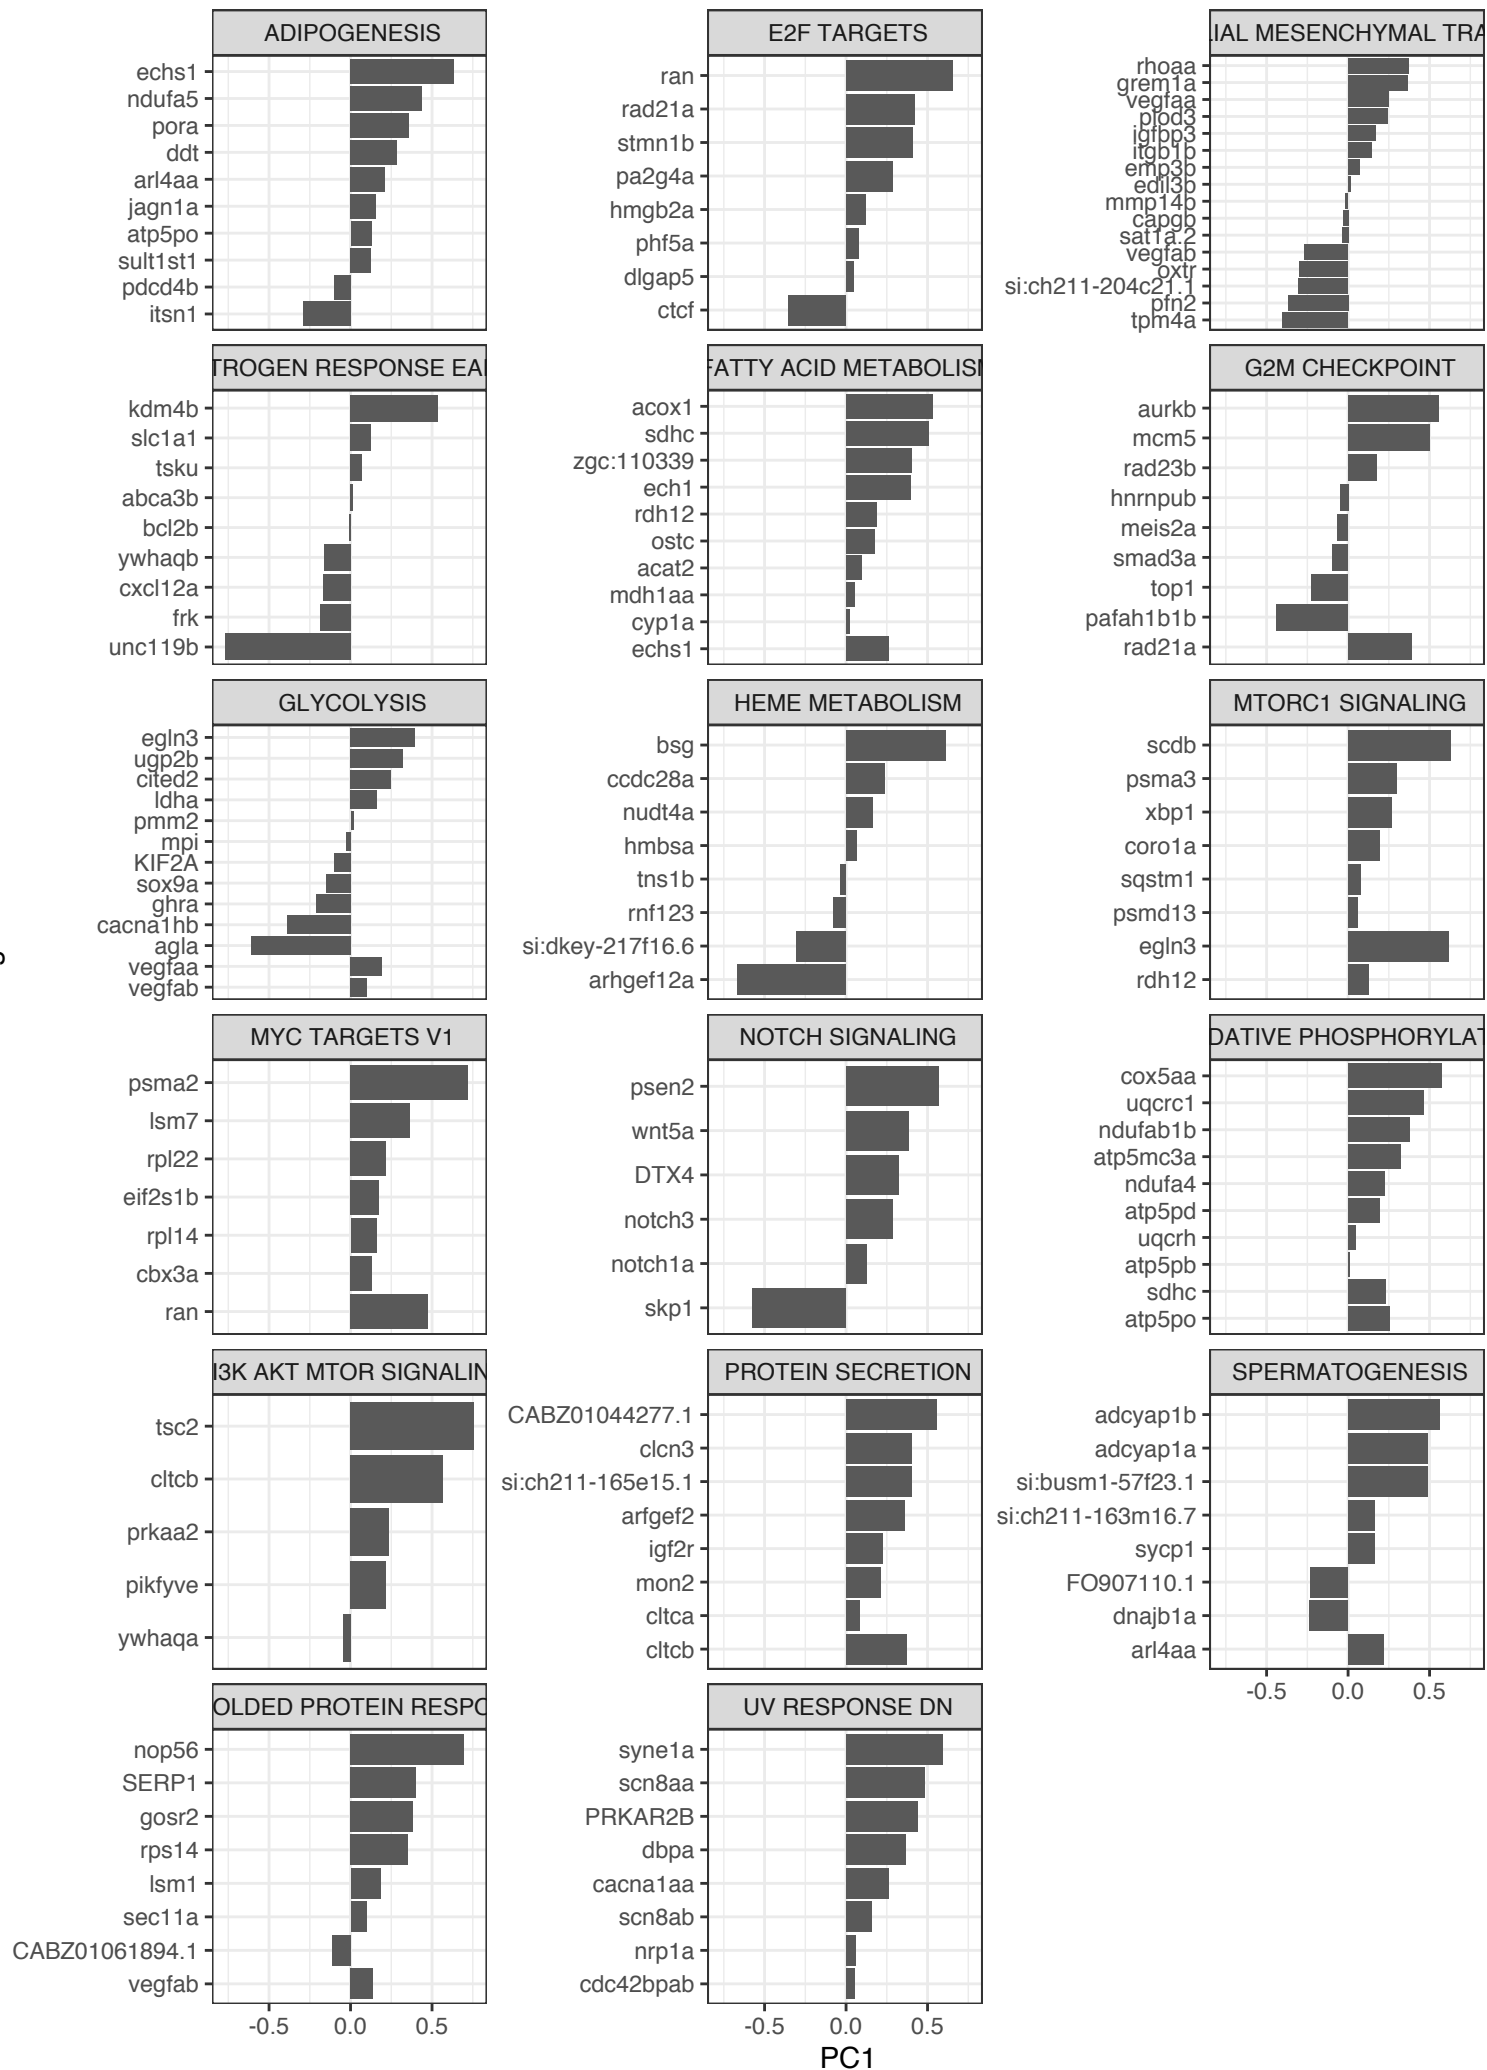 ADIPOGENESIS
echs1
ndufa5
pora
ddt
arl4aa
jagn1a
atp5po
sult1st1
pdcd4b
itsn1
E2F TARGETS
ran
rad21a
stmn1b
pa2g4a
hmgb2a
phf5a
dlgap5
ctcf
IAL MESENCHYMAL TRA
rhoaa
grem1a
vegfaa
plod3
igfbp3
itgb1b
emp3b
edil3b
mmp14b
capgb
sat1a.2
vegfab
oxtr
si:ch211-204c21.1
pfn2
tpm4a
TROGEN RESPONSE EA
kdm4b
slc1a1
tsku
abca3b
bcl2b
ywhaqb
cxcl12a
frk
unc119b
FATTY ACID METABOLISM
acox1
sdhc
zgc:110339
ech1
rdh12
ostc
acat2
mdh1aa
cyp1a
echs1
G2M CHECKPOINT
aurkb
mcm5
rad23b
hnrnpub
meis2a
smad3a
top1
pafah1b1b
rad21a
GLYCOLYSIS
egln3
ugp2b
cited2
ldha
pmm2
mpi
KIF2A
sox9a
ghra
cacna1hb
agla
vegfaa
vegfab
HEME METABOLISM
bsg
ccdc28a
nudt4a
hmbsa
tns1b
rnf123
si:dkey-217f16.6
arhgef12a
MTORC1 SIGNALING
scdb
psma3
xbp1
coro1a
sqstm1
psmd13
egln3
rdh12
MYC TARGETS V1
psma2
lsm7
rpl22
eif2s1b
rpl14
cbx3a
ran
NOTCH SIGNALING
psen2
wnt5a
DTX4
notch3
notch1a
skp1
DATIVE PHOSPHORYLAT
cox5aa
uqcrc1
ndufab1b
atp5mc3a
ndufa4
atp5pd
uqcrh
atp5pb
sdhc
atp5po
I3K AKT MTOR SIGNALIN
tsc2
cltcb
prkaa2
pikfyve
ywhaqa
PROTEIN SECRETION
CABZ01044277.1
clcn3
si:ch211-165e15.1
arfgef2
igf2r
mon2
cltca
cltcb
SPERMATOGENESIS
adcyap1b
adcyap1a
si:busm1-57f23.1
si:ch211-163m16.7
sycp1
FO907110.1
dnajb1a
arl4aa
-0.5 0.0 0.5
OLDED PROTEIN RESPO
nop56
SERP1
gosr2
rps14
lsm1
sec11a
CABZ01061894.1
vegfab
-0.5 0.0 0.5
UV RESPONSE DN
syne1a
scn8aa
PRKAR2B
dbpa
cacna1aa
scn8ab
nrp1a
cdc42bpab
-0.5 0.0 0.5
PC1